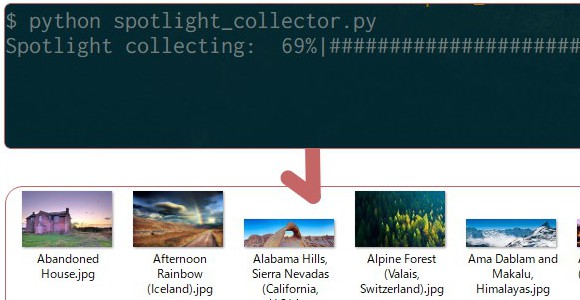 $ python spotlight_collector.py
Spotlight collecting:  69%|######################
Abandoned
House.jpg
Afternoon
Rainbow
(Iceland).jpg
Alabama Hills,
Sierra Nevadas
(California,
Alpine Forest
(Valais,
Switzerland).jpg
Ama Dablam and
Makalu,
Himalayas.jpg